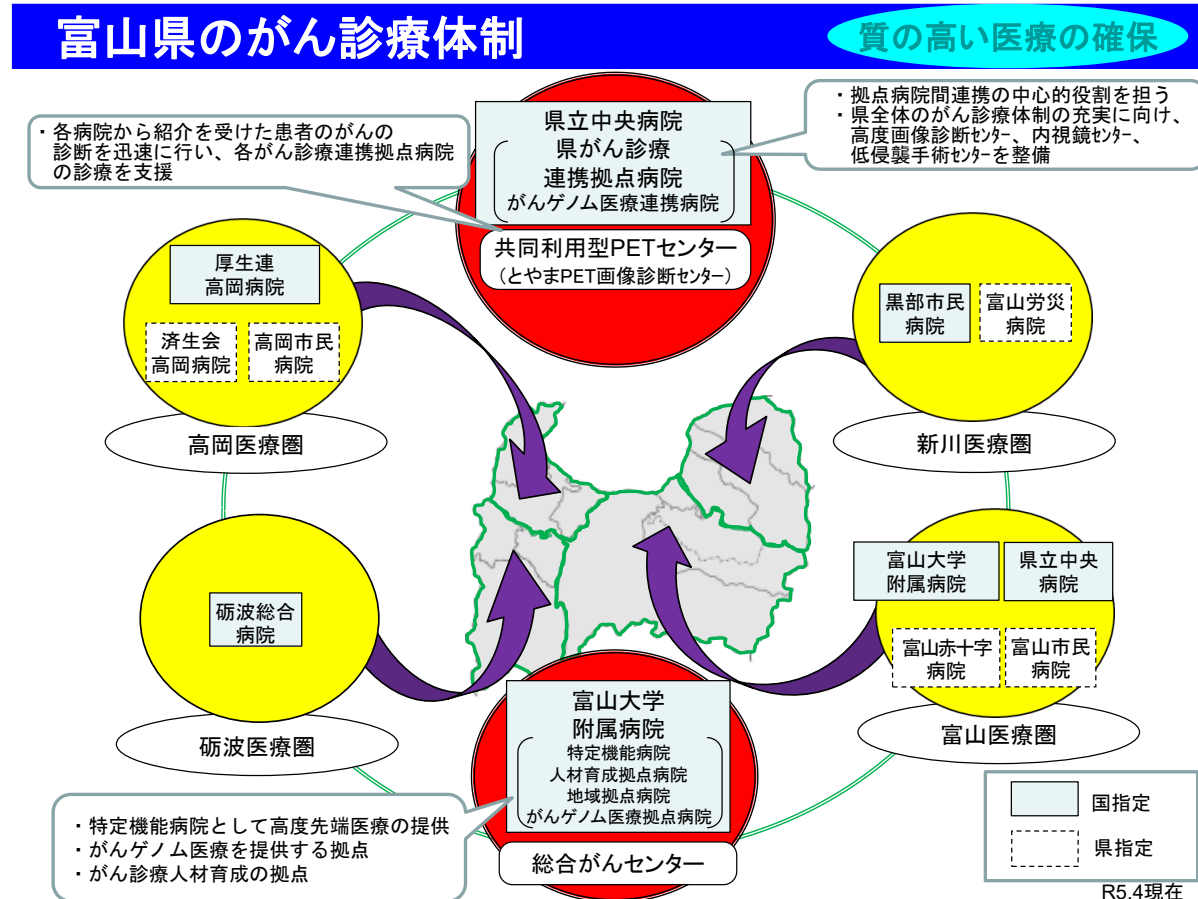 富山県のがん診療体制
質の高い医療の確保
・各病院から紹介を受けた患者のがんの
診断を迅速に行い、各がん診療連携拠点病院
の診療を支援
県立中央病院
県がん診療
連携拠点病院
がんゲノム医療連携病院
共同利用型PETセンター
（とやまPET画像診断センター）
・拠点病院間連携の中心的役割を担う
・県全体のがん診療体制の充実に向け、
高度画像診断センター、内視鏡センター、
低侵襲手術センターを整備
厚生連
高岡病院
済生会
高岡病院
高岡市民
病院
高岡医療圏
黒部市民
病院
富山労災
病院
新川医療圏
砺波総合
病院
砺波医療圏
富山大学
附属病院
県立中央
病院
富山赤十字
病院
富山市民
病院
富山医療圏
富山大学
附属病院
特定機能病院
人材育成拠点病院
地域拠点病院
がんゲノム医療拠点病院
総合がんセンター
・特定機能病院として高度先端医療の提供
・がんゲノム医療を提供する拠点
・がん診療人材育成の拠点
国指定
県指定
R5.4現在